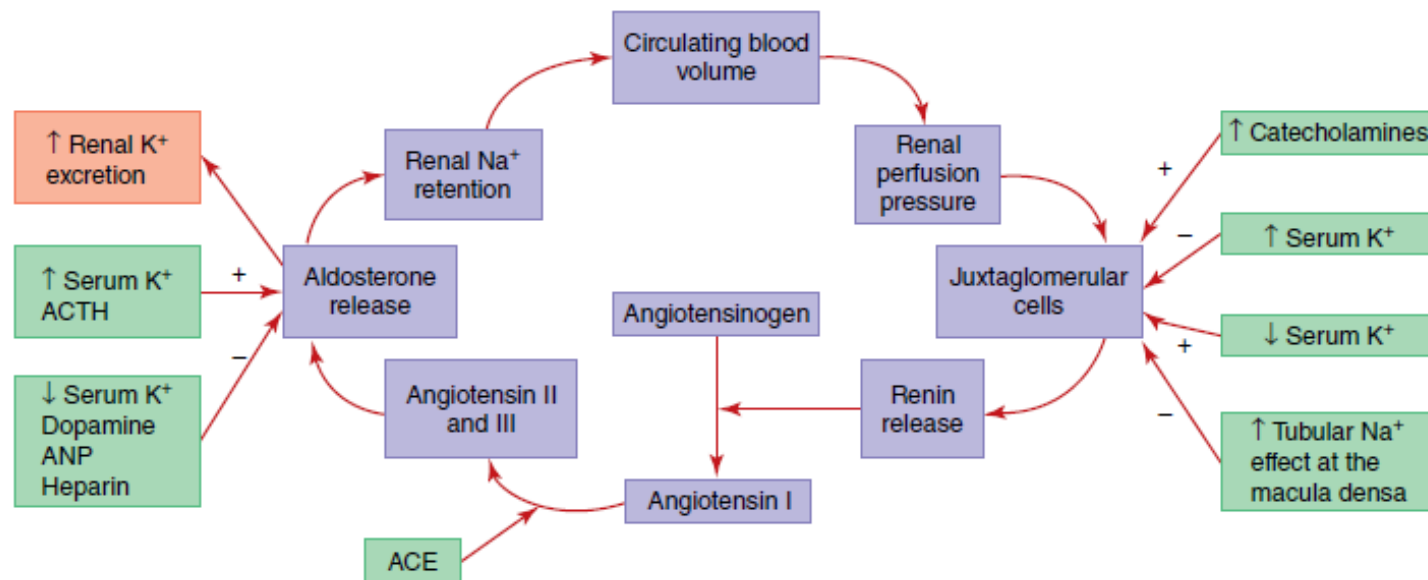 Circulating blood
volume
↑ Renal K⁺
excretion
Renal Na⁺
retention
Renal
perfusion
pressure
↑ Catecholamines
+
−
↑ Serum K⁺
↑ Serum K⁺
ACTH
+
Aldosterone
release
Juxtaglomerular
cells
Angiotensinogen
↓ Serum K⁺
+
−
↓ Serum K⁺
Dopamine
ANP
Heparin
Angiotensin II
and III
Renin
release
−
↑ Tubular Na⁺
effect at the
macula densa
Angiotensin I
ACE